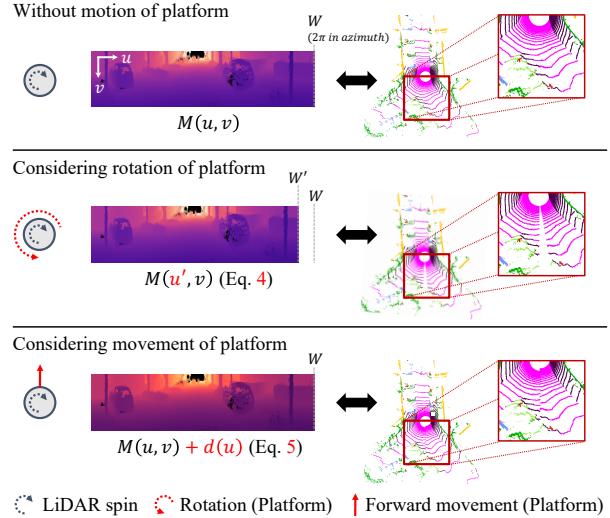 Without motion of platform
W
(2π in azimuth)
u
v
M(u, v)
Considering rotation of platform
W′
W
M(u′, v) (Eq. 4)
Considering movement of platform
W
M(u, v) + d(u) (Eq. 5)
LiDAR spin Rotation (Platform) Forward movement (Platform)